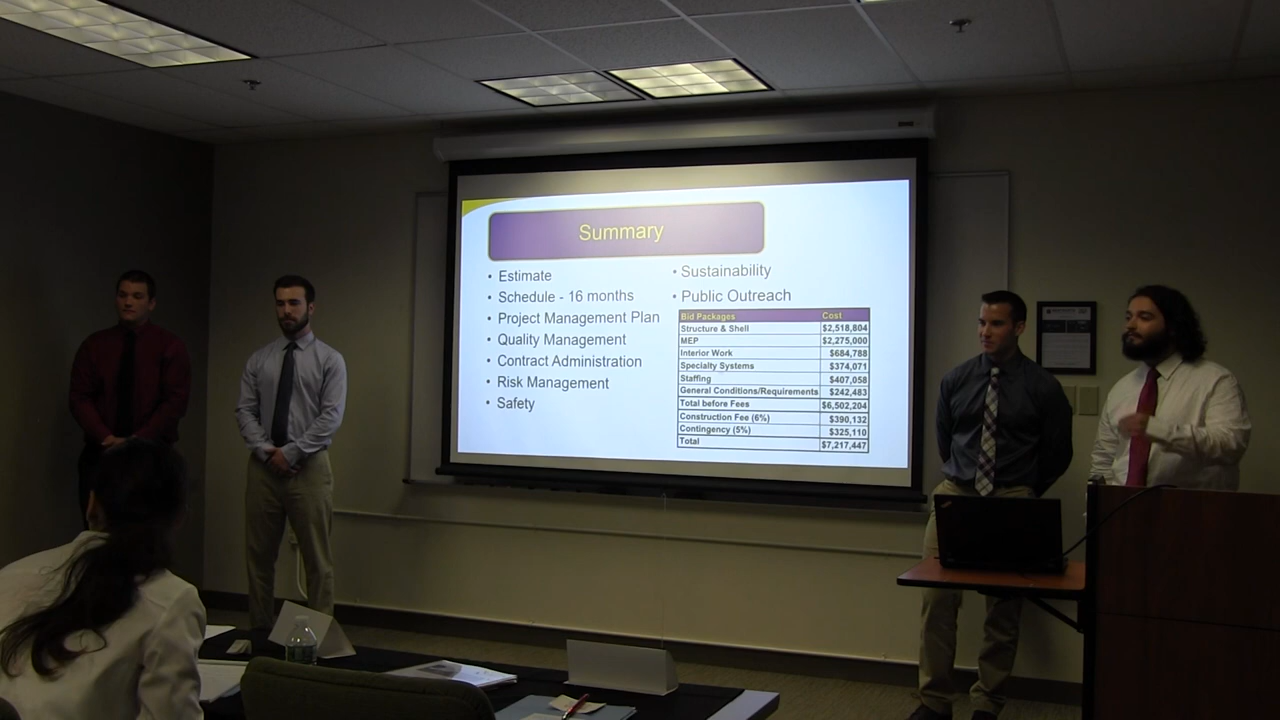 Summary
• Estimate
• Schedule - 16 months
• Project Management Plan
• Quality Management
• Contract Administration
• Risk Management
• Safety
• Sustainability
• Public Outreach
Bid Packages Cost
Structure & Shell $2,518,804
MEP $2,275,000
Interior Work $684,788
Specialty Systems $374,071
Staffing $407,058
General Conditions/Requirements $242,483
Total before Fees $6,502,204
Construction Fee (6%) $390,132
Contingency (5%) $325,110
Total $7,217,447